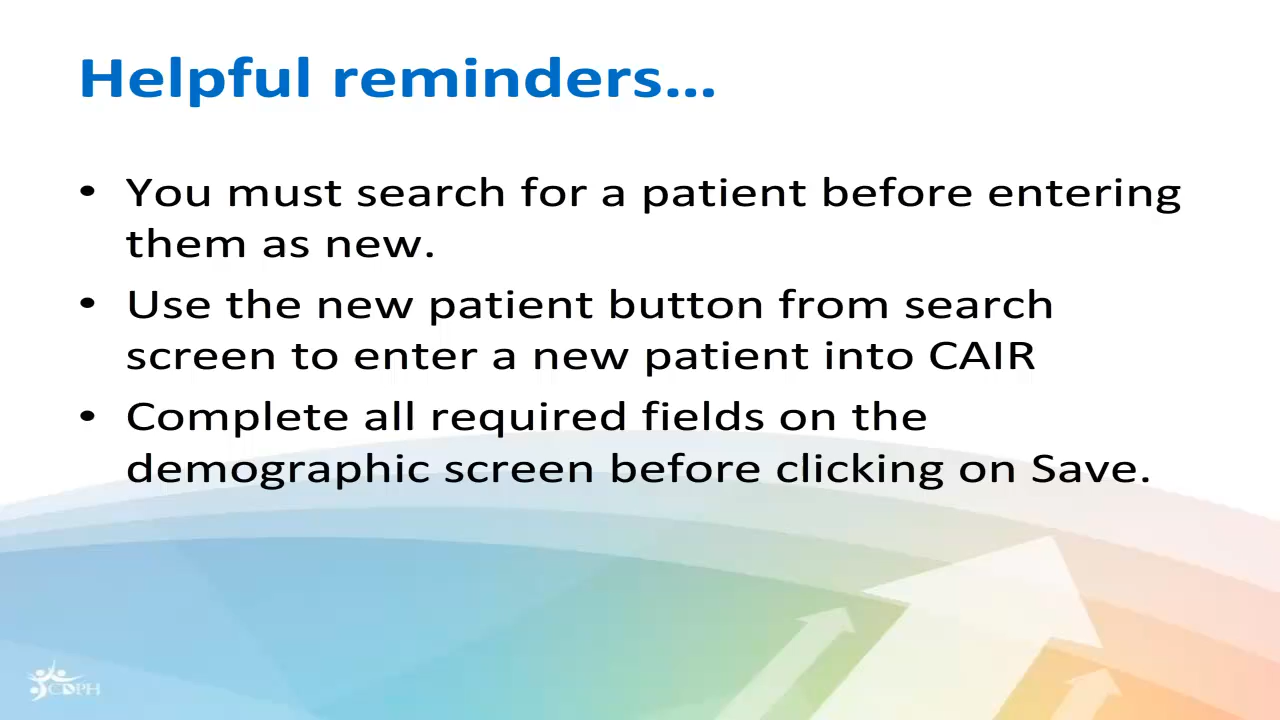 Helpful reminders...
• You must search for a patient before entering
them as new.
• Use the new patient button from search
screen to enter a new patient into CAIR
• Complete all required fields on the
demographic screen before clicking on Save.
CDPH